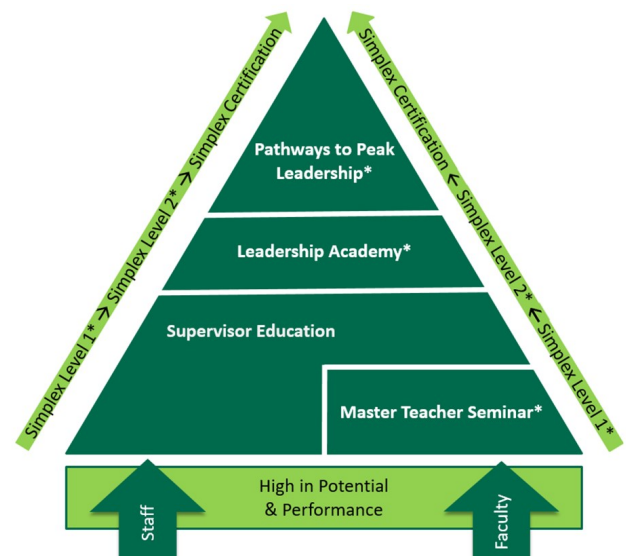 Simplex Level 1* → Simplex Level 2* → Simplex Certification
Simplex Certification ← Simplex Level 2* ← Simplex Level 1*
Pathways to Peak
Leadership*
Leadership Academy*
Supervisor Education
Master Teacher Seminar*
High in Potential
& Performance
Staff
Faculty